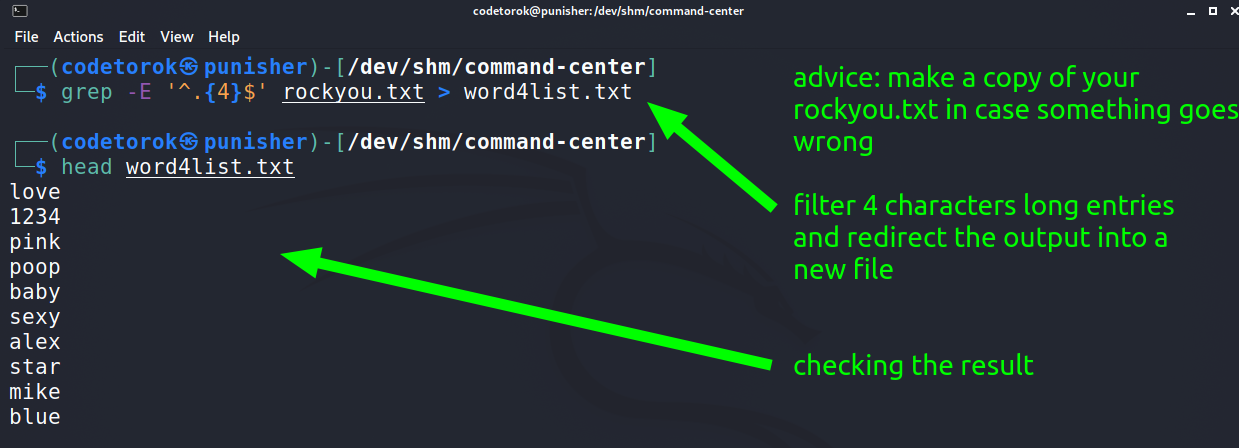 codetorok@punisher:/dev/shm/command-center
File Actions Edit View Help
┌──(codetorok㉿punisher)-[/dev/shm/command-center]
└─$ grep -E '^.{4}$' rockyou.txt > word4list.txt
┌──(codetorok㉿punisher)-[/dev/shm/command-center]
└─$ head word4list.txt
love
1234
pink
poop
baby
sexy
alex
star
mike
blue
advice: make a copy of your
rockyou.txt in case something goes
wrong
filter 4 characters long entries
and redirect the output into a
new file
checking the result